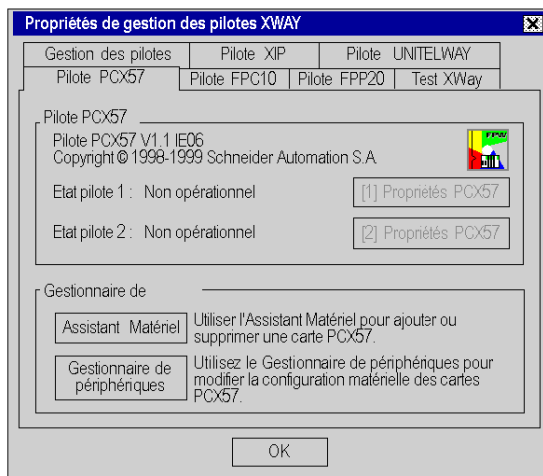 Propriétés de gestion des pilotes XWAY
Gestion des pilotes
Pilote XIP
Pilote UNITELWAY
Pilote PCX57
Pilote FPC10
Pilote FPP20
Test XWay
Pilote PCX57
Pilote PCX57 V1.1 IE06
Copyright © 1998-1999 Schneider Automation S.A.
FPW
Etat pilote 1 : Non opérationnel
[1] Propriétés PCX57
Etat pilote 2 : Non opérationnel
[2] Propriétés PCX57
Gestionnaire de
Assistant Matériel
Utiliser l'Assistant Matériel pour ajouter ou
supprimer une carte PCX57.
Gestionnaire de
périphériques
Utilisez le Gestionnaire de périphériques pour
modifier la configuration matérielle des cartes
PCX57.
OK